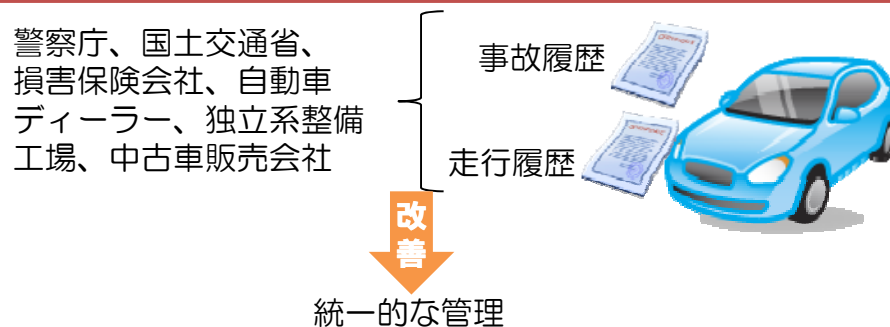 警察庁、国土交通省、
損害保険会社、自動車
ディーラー、独立系整備
工場、中古車販売会社
事故履歴
走行履歴
改
善
統一的な管理